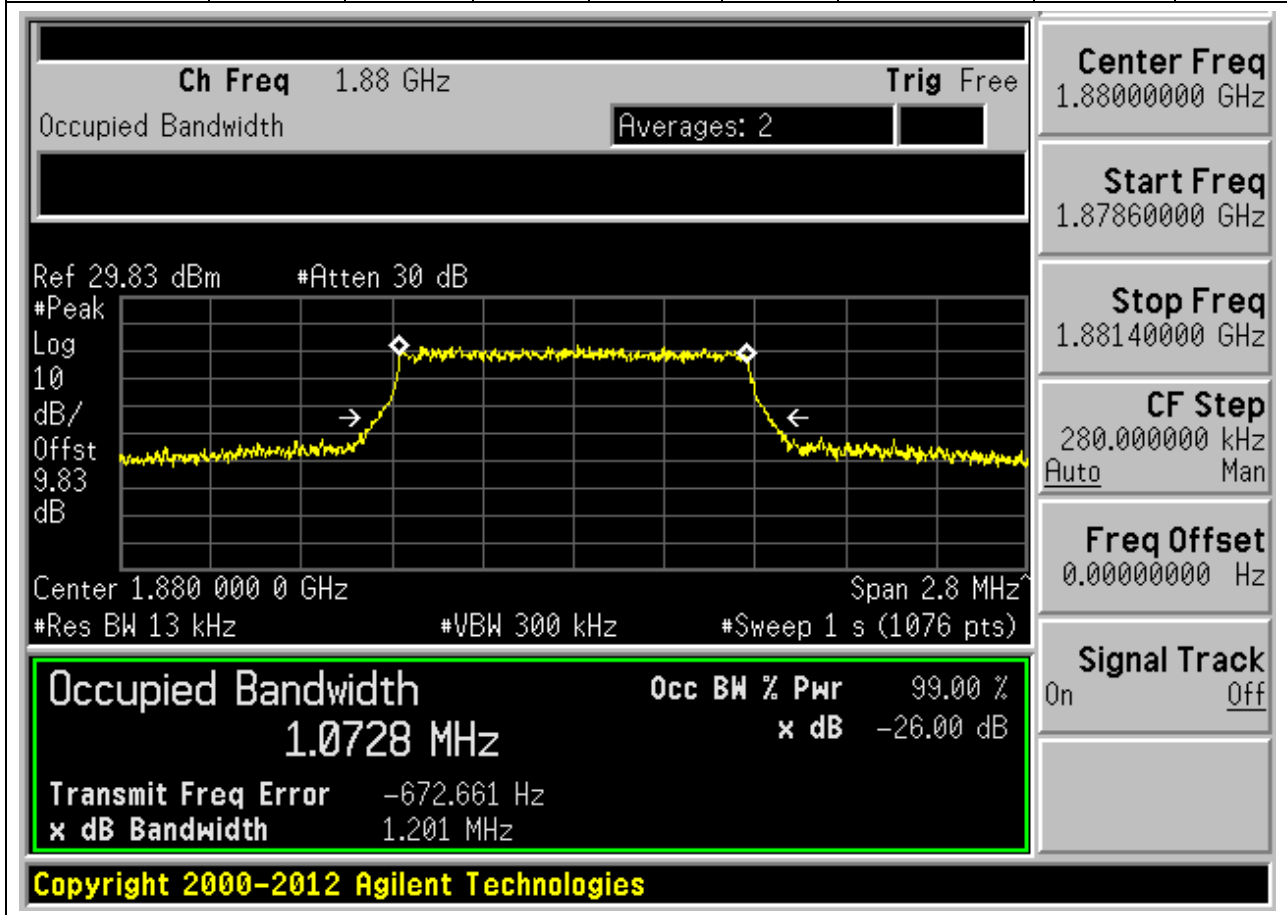 Ch Freq 1.88 GHz Trig Free
Occupied Bandwidth Averages: 2
Ref 29.83 dBm #Atten 30 dB
#Peak
Log
10
dB/
Offst
9.83
dB
Center 1.880 000 0 GHz Span 2.8 MHz^
#Res BW 13 kHz #VBW 300 kHz #Sweep 1 s (1076 pts)
Occupied Bandwidth Occ BW % Pwr 99.00 %
1.0728 MHz x dB -26.00 dB
Transmit Freq Error -672.661 Hz
x dB Bandwidth 1.201 MHz
Copyright 2000-2012 Agilent Technologies
Center Freq
1.88000000 GHz
Start Freq
1.87860000 GHz
Stop Freq
1.88140000 GHz
CF Step
280.000000 kHz
Auto Man
Freq Offset
0.00000000 Hz
Signal Track
On Off